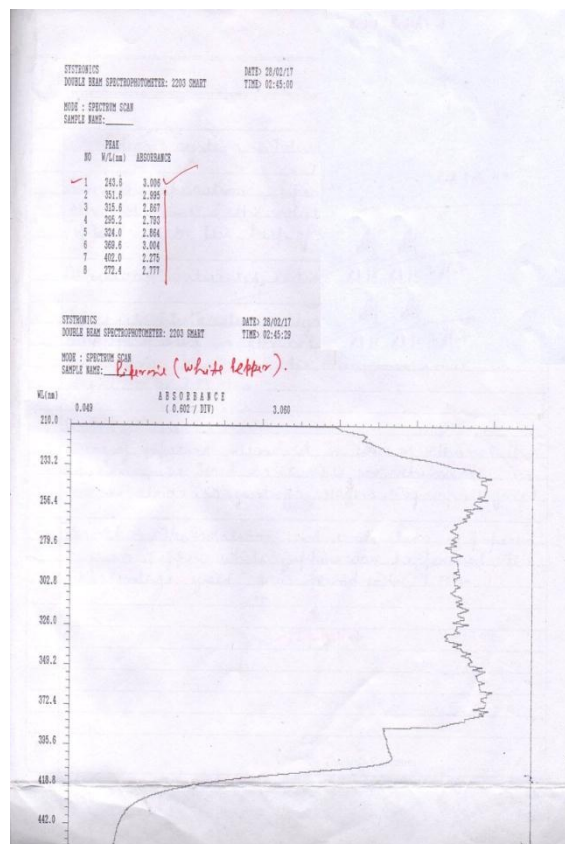 SYSTRONICS DATE> 28/02/17
DOUBLE BEAM SPECTROPHOTOMETER: 2203 SMART TIME> 02:45:00
MODE : SPECTRUM SCAN
SAMPLE NAME:
PEAK
NO W/L(nm) ABSORBANCE
1 243.6 3.006
2 351.6 2.995
3 315.6 2.867
4 295.2 2.783
5 324.0 2.864
6 369.6 3.004
7 402.0 2.275
8 272.4 2.777
SYSTRONICS DATE> 28/02/17
DOUBLE BEAM SPECTROPHOTOMETER: 2203 SMART TIME> 02:45:29
MODE : SPECTRUM SCAN
SAMPLE NAME: (White Pepper).
WL(nm) ABSORBANCE
0.049 ( 0.602 / DIV) 3.060
210.0
233.2
256.4
279.6
302.8
326.0
349.2
372.4
395.6
418.8
442.0